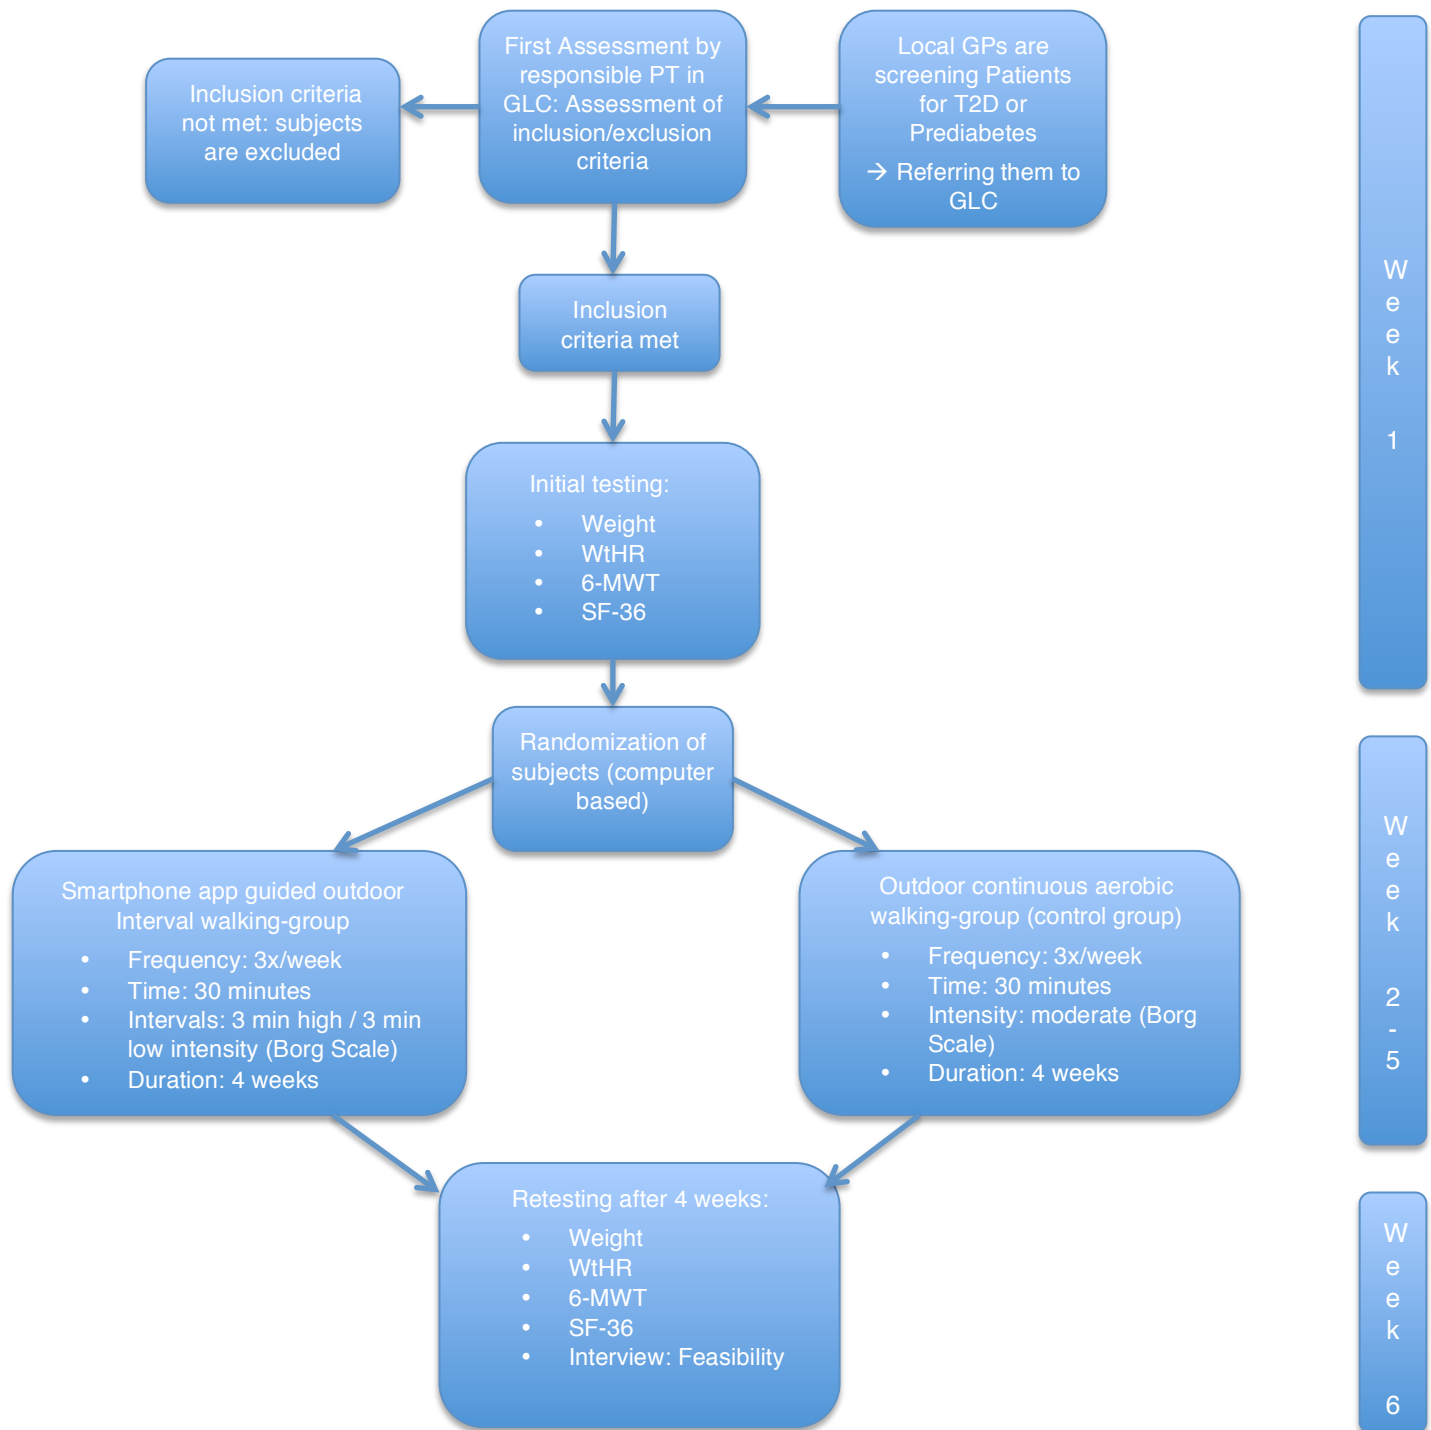 Local GPs are
screening Patients
for T2D or
Prediabetes
→ Referring them to
GLC
First Assessment by
responsible PT in
GLC: Assessment of
inclusion/exclusion
criteria
Inclusion criteria
not met: subjects
are excluded
Inclusion
criteria met
Initial testing:
• Weight
• WtHR
• 6-MWT
• SF-36
Week 1
Randomization of
subjects (computer
based)
Smartphone app guided outdoor
Interval walking-group
• Frequency: 3x/week
• Time: 30 minutes
• Intervals: 3 min high / 3 min
low intensity (Borg Scale)
• Duration: 4 weeks
Outdoor continuous aerobic
walking-group (control group)
• Frequency: 3x/week
• Time: 30 minutes
• Intensity: moderate (Borg
Scale)
• Duration: 4 weeks
Week 2-5
Retesting after 4 weeks:
• Weight
• WtHR
• 6-MWT
• SF-36
• Interview: Feasibility
Week 6